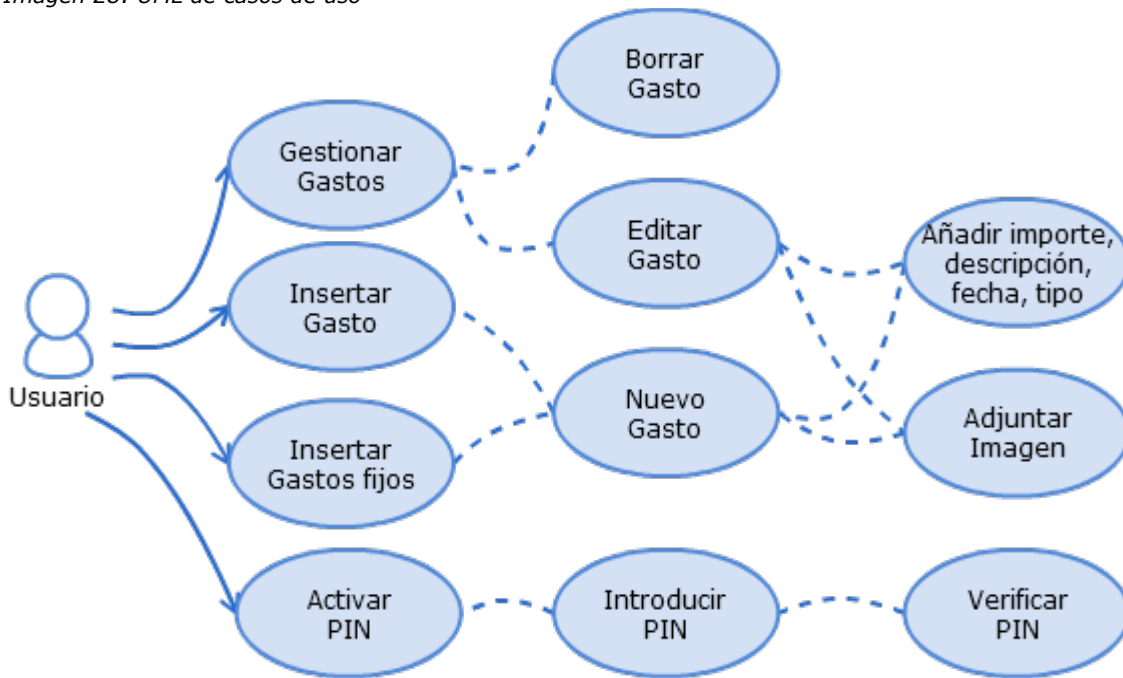 Imagen 28: UML de casos de uso
Borrar
Gasto
Gestionar
Gastos
Editar
Gasto
Añadir importe,
descripción,
fecha, tipo
Insertar
Gasto
Usuario
Nuevo
Gasto
Adjuntar
Imagen
Insertar
Gastos fijos
Activar
PIN
Introducir
PIN
Verificar
PIN